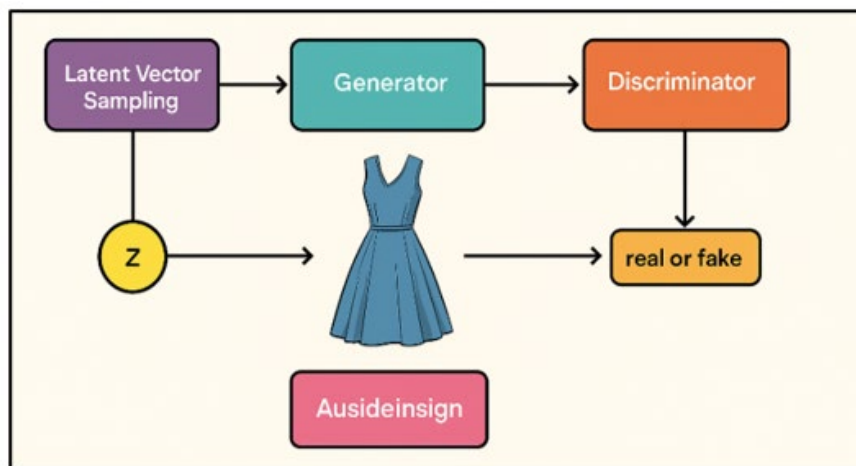 Latent Vector
Sampling
Generator
Discriminator
Z
real or fake
Ausideinsign